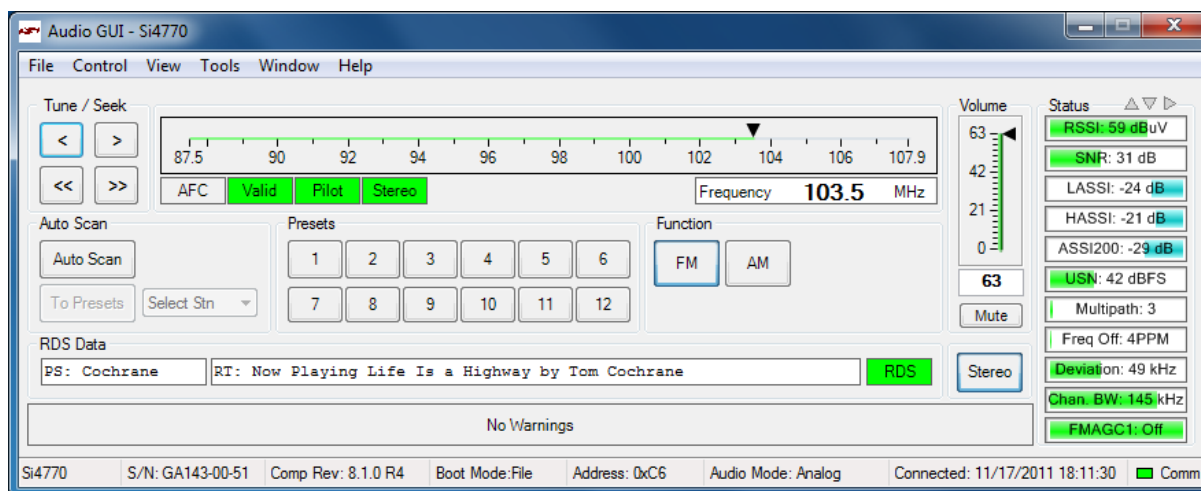 Audio GUI - Si4770
File Control View Tools Window Help
Tune / Seek
< >
<< >>
87.5 90 92 94 96 98 100 102 104 106 107.9
AFC Valid Pilot Stereo
Frequency 103.5 MHz
Auto Scan
Auto Scan
To Presets Select Stn
Presets
1 2 3 4 5 6
7 8 9 10 11 12
Function
FM AM
RDS Data
PS: Cochrane RT: Now Playing Life Is a Highway by Tom Cochrane RDS
No Warnings
Volume
63
42
21
0
63
Mute
Stereo
Status
RSSI: 59 dBuV
SNR: 31 dB
LASSI: -24 dB
HASSI: -21 dB
ASSI200: -29 dB
USN: 42 dBFS
Multipath: 3
Freq Off: 4PPM
Deviation: 49 kHz
Chan. BW: 145 kHz
FMAGC1: Off
Si4770 S/N: GA143-00-51 Comp Rev: 8.1.0 R4 Boot Mode:File Address: 0xC6 Audio Mode: Analog Connected: 11/17/2011 18:11:30 Comm